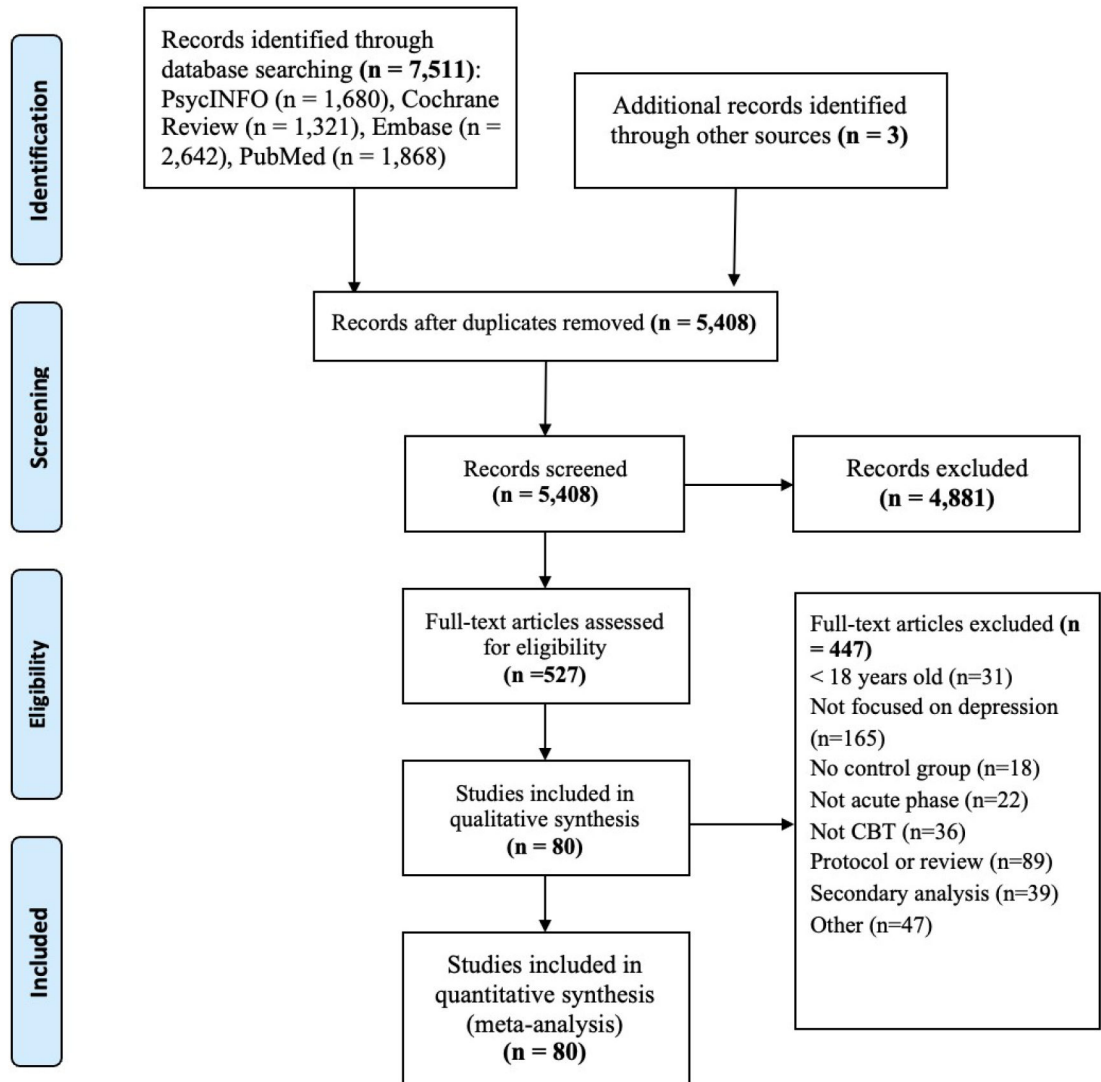 Identification
Records identified through
database searching (n = 7,511):
PsycINFO (n = 1,680), Cochrane
Review (n = 1,321), Embase (n =
2,642), PubMed (n = 1,868)
Additional records identified
through other sources (n = 3)
Records after duplicates removed (n = 5,408)
Screening
Records screened
(n = 5,408)
Records excluded
(n = 4,881)
Eligibility
Full-text articles assessed
for eligibility
(n =527)
Full-text articles excluded (n
= 447)
< 18 years old (n=31)
Not focused on depression
(n=165)
No control group (n=18)
Not acute phase (n=22)
Not CBT (n=36)
Protocol or review (n=89)
Secondary analysis (n=39)
Other (n=47)
Studies included in
qualitative synthesis
(n = 80)
Included
Studies included in
quantitative synthesis
(meta-analysis)
(n = 80)